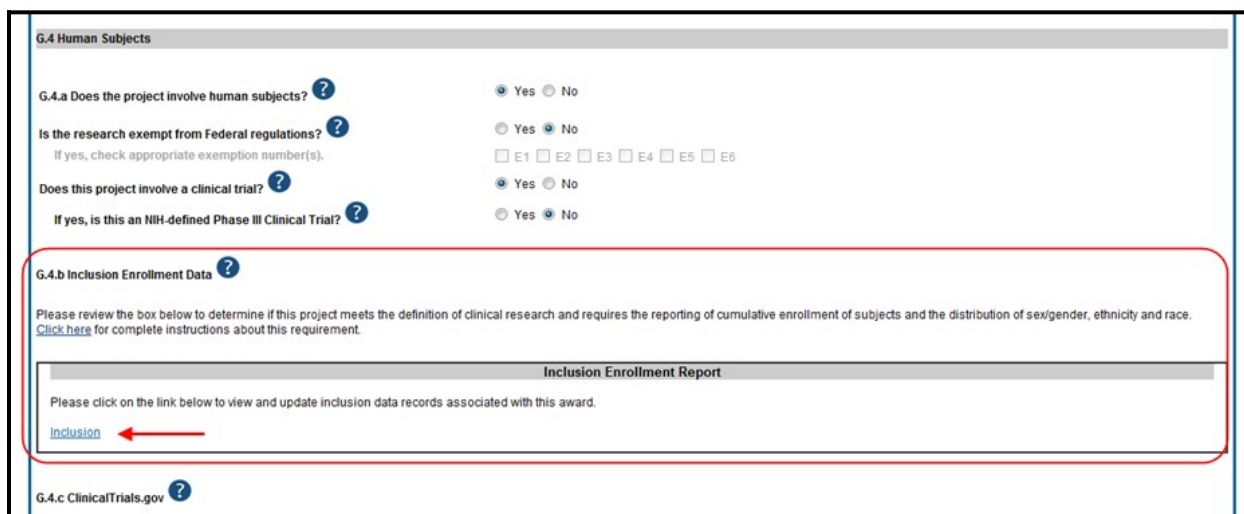 G.4 Human Subjects
G.4.a Does the project involve human subjects? ? Yes No
Is the research exempt from Federal regulations? ? Yes No
If yes, check appropriate exemption number(s). E1 E2 E3 E4 E5 E6
Does this project involve a clinical trial? ? Yes No
If yes, is this an NIH-defined Phase III Clinical Trial? ? Yes No
G.4.b Inclusion Enrollment Data ?
Please review the box below to determine if this project meets the definition of clinical research and requires the reporting of cumulative enrollment of subjects and the distribution of sex/gender, ethnicity and race.
Click here for complete instructions about this requirement.
Inclusion Enrollment Report
Please click on the link below to view and update inclusion data records associated with this award.
Inclusion
G.4.c ClinicalTrials.gov ?